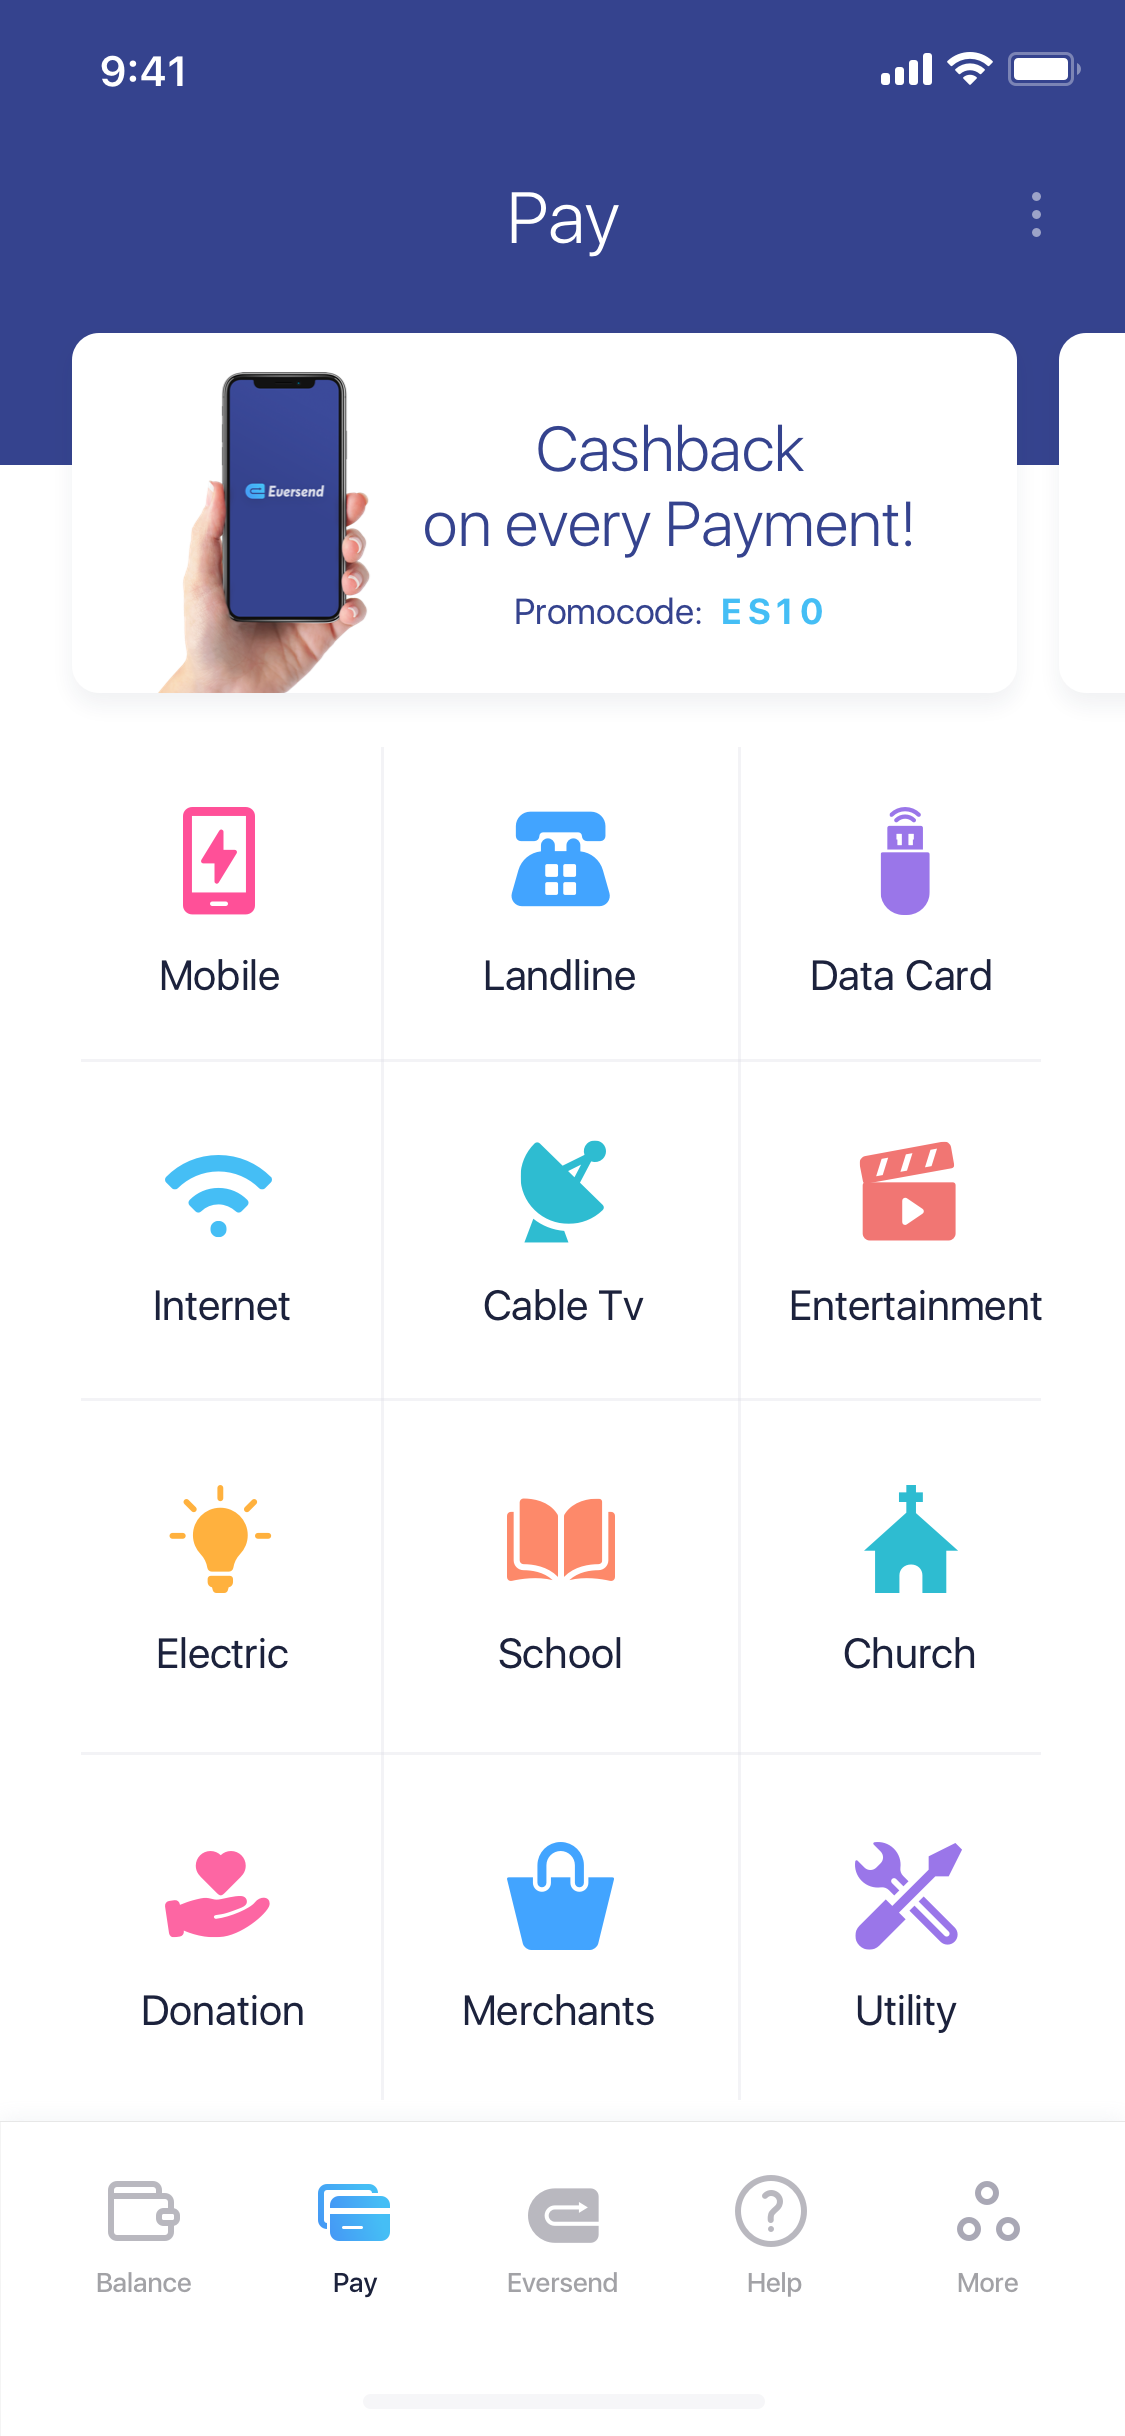 9:41
Pay
Eversend
Cashback
on every Payment!
Promocode: ES10
Mobile
Landline
Data Card
Internet
Cable Tv
Entertainment
Electric
School
Church
Donation
Merchants
Utility
Balance
Pay
Eversend
Help
More